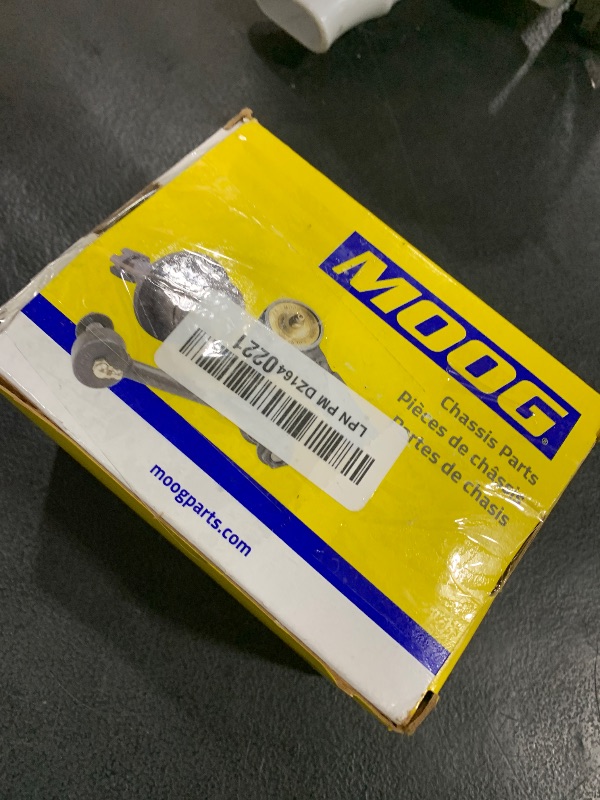 MOOG®
Chassis Parts
Pièces de châssis
Partes de chasis
LPN PM DZ1640221
moogparts.com